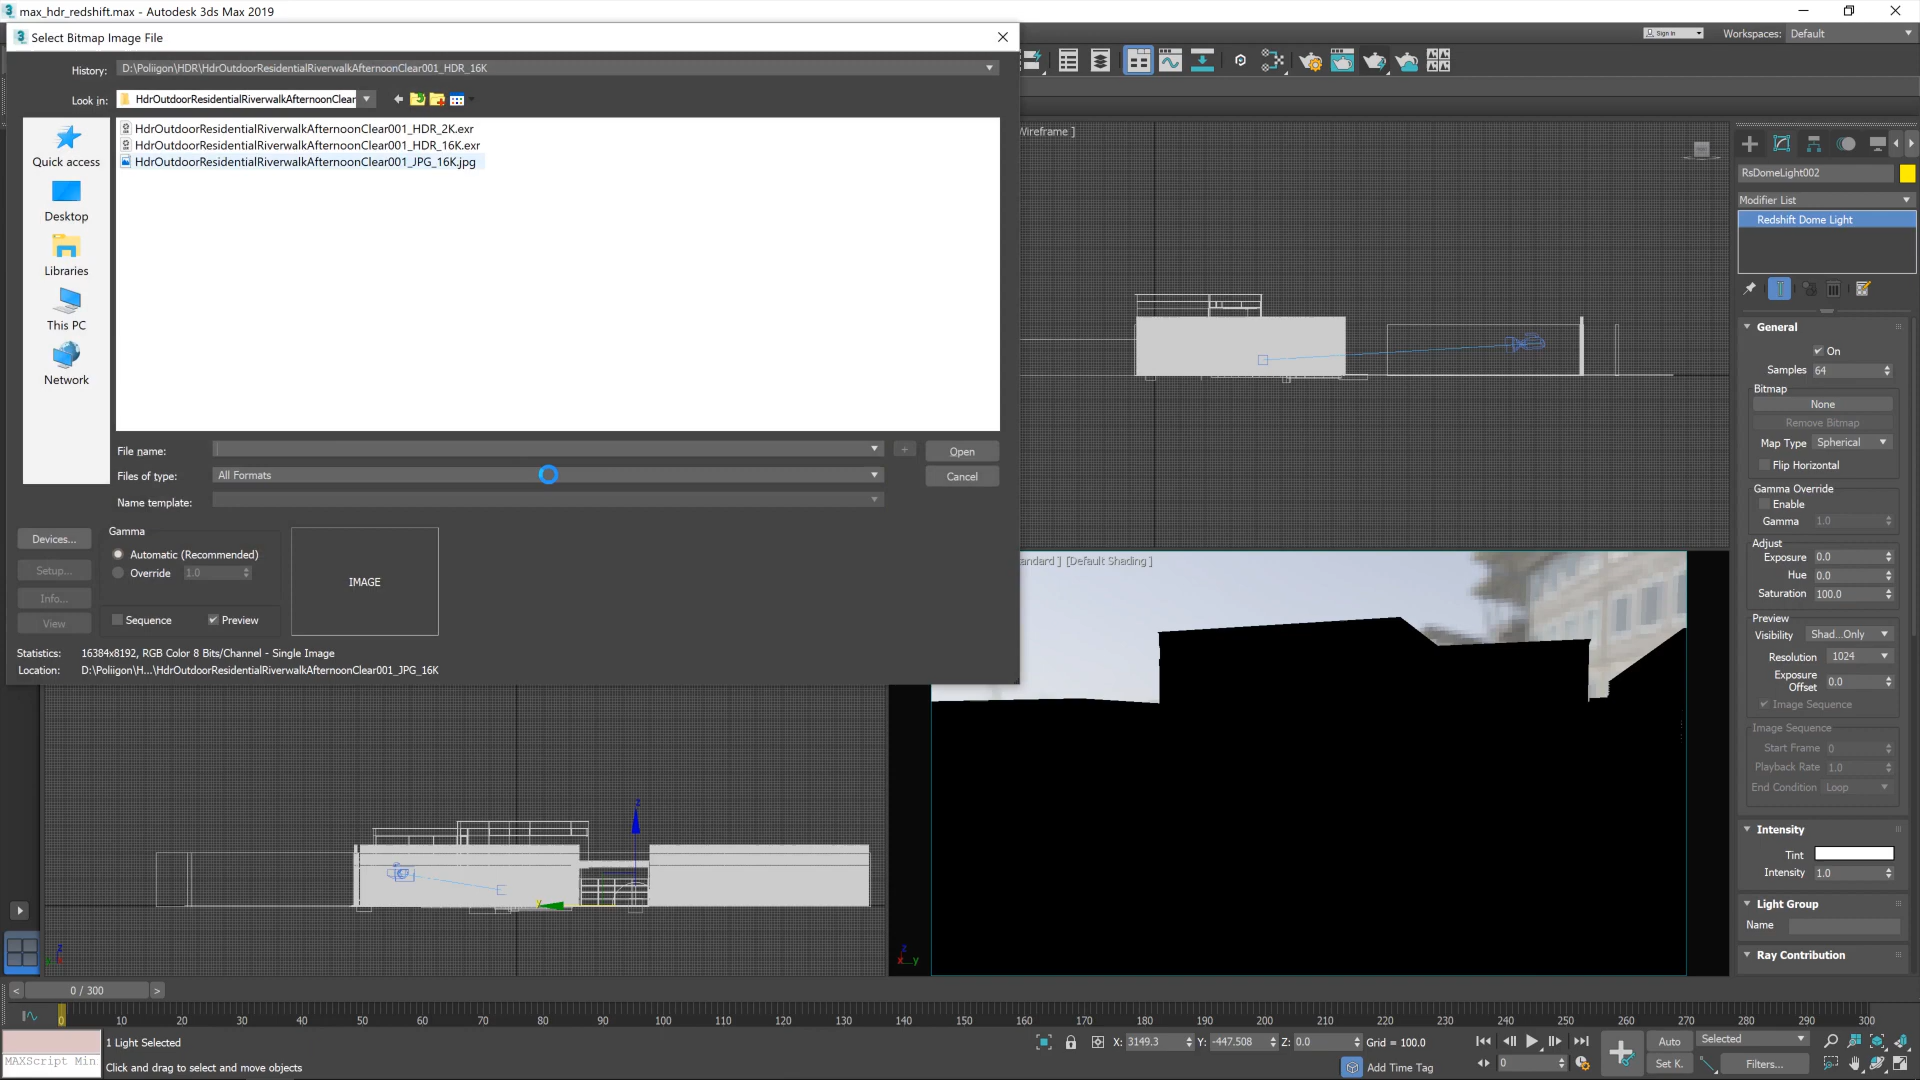 max_hdr_redshift.max - Autodesk 3ds Max 2019
Select Bitmap Image File
Sign In
Workspaces: Default
History: D:\Poliigon\HDR\HdrOutdoorResidentialRiverwalkAfternoonClear001_HDR_16K
Look in: HdrOutdoorResidentialRiverwalkAfternoonClear
HdrOutdoorResidentialRiverwalkAfternoonClear001_HDR_2K.exr
HdrOutdoorResidentialRiverwalkAfternoonClear001_HDR_16K.exr
HdrOutdoorResidentialRiverwalkAfternoonClear001_JPG_16K.jpg
Quick access
Desktop
Libraries
This PC
Network
File name:
Open
Files of type: All Formats
Cancel
Name template:
Devices...
Setup...
Info...
View
Gamma
Automatic (Recommended)
Override 1.0
Sequence
Preview
IMAGE
Statistics: 16384x8192, RGB Color 8 Bits/Channel - Single Image
Location: D:\Poliigon\H...\HdrOutdoorResidentialRiverwalkAfternoonClear001_JPG_16K
Wireframe ]
andard ] [Default Shading ]
RsDomeLight002
Modifier List
Redshift Dome Light
General
On
Samples 64
Bitmap
None
Remove Bitmap
Map Type Spherical
Flip Horizontal
Gamma Override
Enable
Gamma 1.0
Adjust
Exposure 0.0
Hue 0.0
Saturation 100.0
Preview
Visibility Shad...Only
Resolution 1024
Exposure Offset 0.0
Image Sequence
Image Sequence
Start Frame 0
Playback Rate 1.0
End Condition Loop
Intensity
Tint
Intensity 1.0
Light Group
Name
Ray Contribution
z
y
z
y
z
x y
< 0 / 300 >
0 10 20 30 40 50 60 70 80 90 100 110 120 130 140 150 160 170 180 190 200 210 220 230 240 250 260 270 280 290 300
MAXScript Min
1 Light Selected
Click and drag to select and move objects
X: 3149.3 Y: -447.508 Z: 0.0 Grid = 100.0
Add Time Tag
0
Auto
Selected
Set K.
Filters...